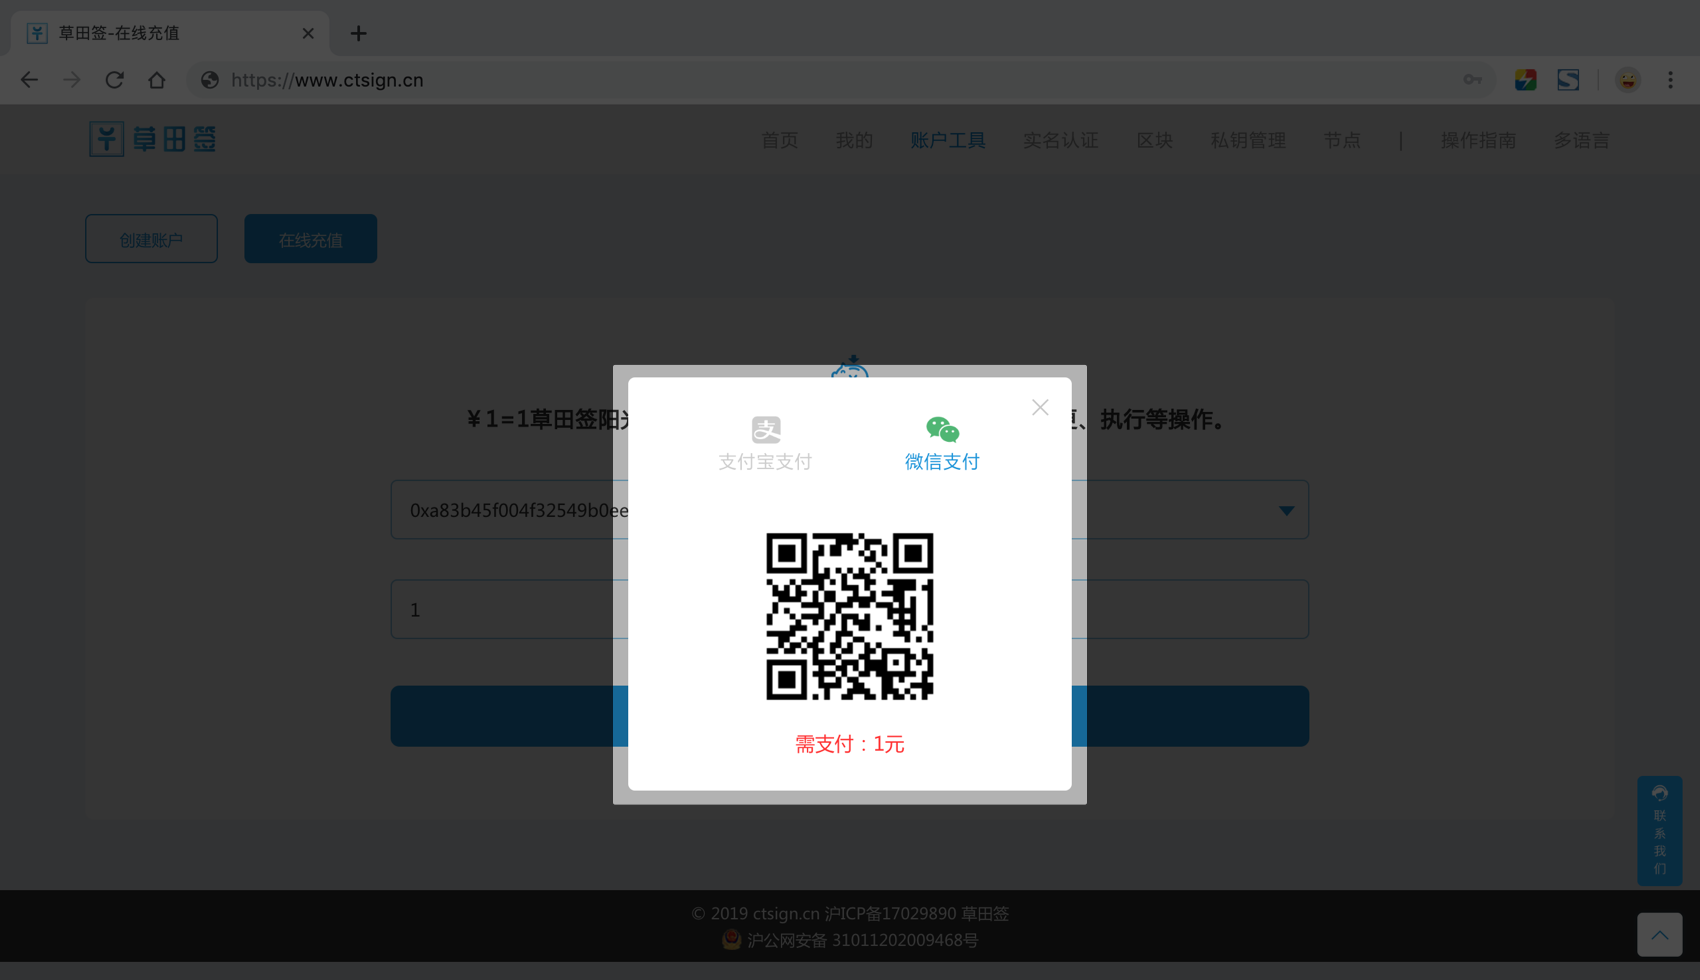 草田签-在线充值
https://www.ctsign.cn
草田签
首页 我的 账户工具 实名认证 区块 私钥管理 节点 | 操作指南 多语言
创建账户 在线充值
¥1=1草田签阳
、执行等操作。
支付宝支付 微信支付
0xa83b45f004f32549b0ee
1
需支付：1元
联系我们
© 2019 ctsign.cn 沪ICP备17029890 草田签
沪公网安备 31011202009468号